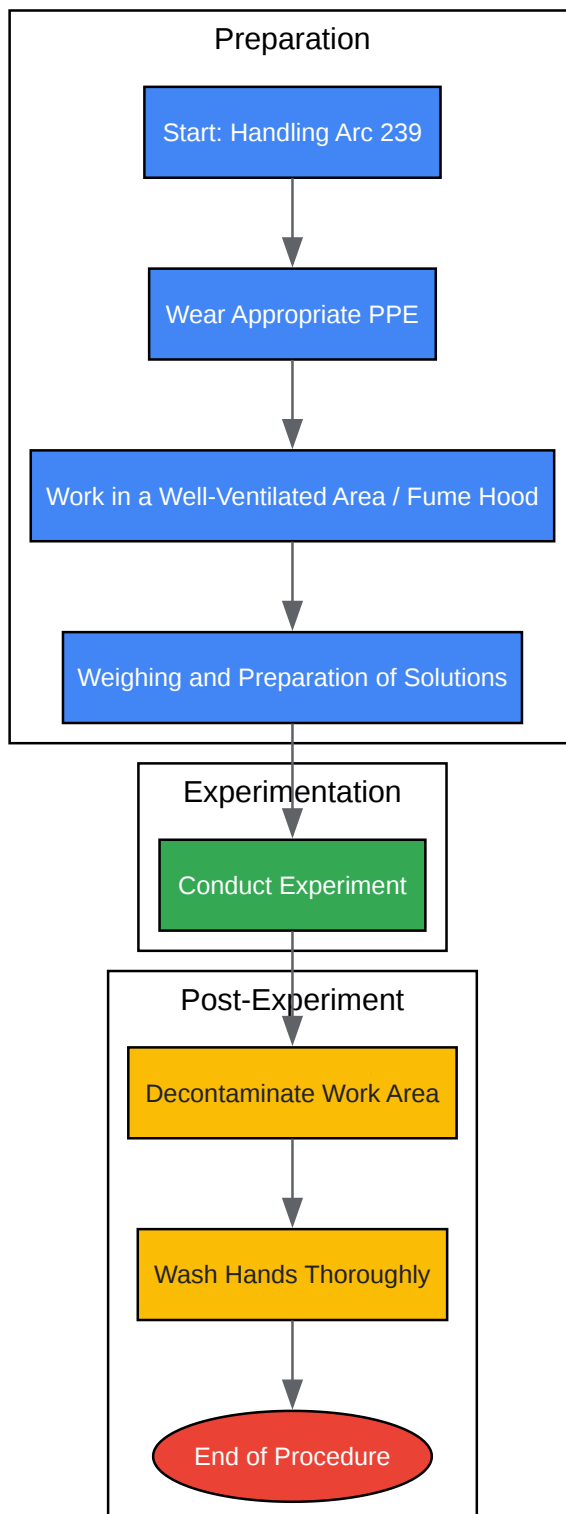 Preparation
Start: Handling Arc 239
Wear Appropriate PPE
Work in a Well-Ventilated Area / Fume Hood
Weighing and Preparation of Solutions
Experimentation
Conduct Experiment
Post-Experiment
Decontaminate Work Area
Wash Hands Thoroughly
End of Procedure